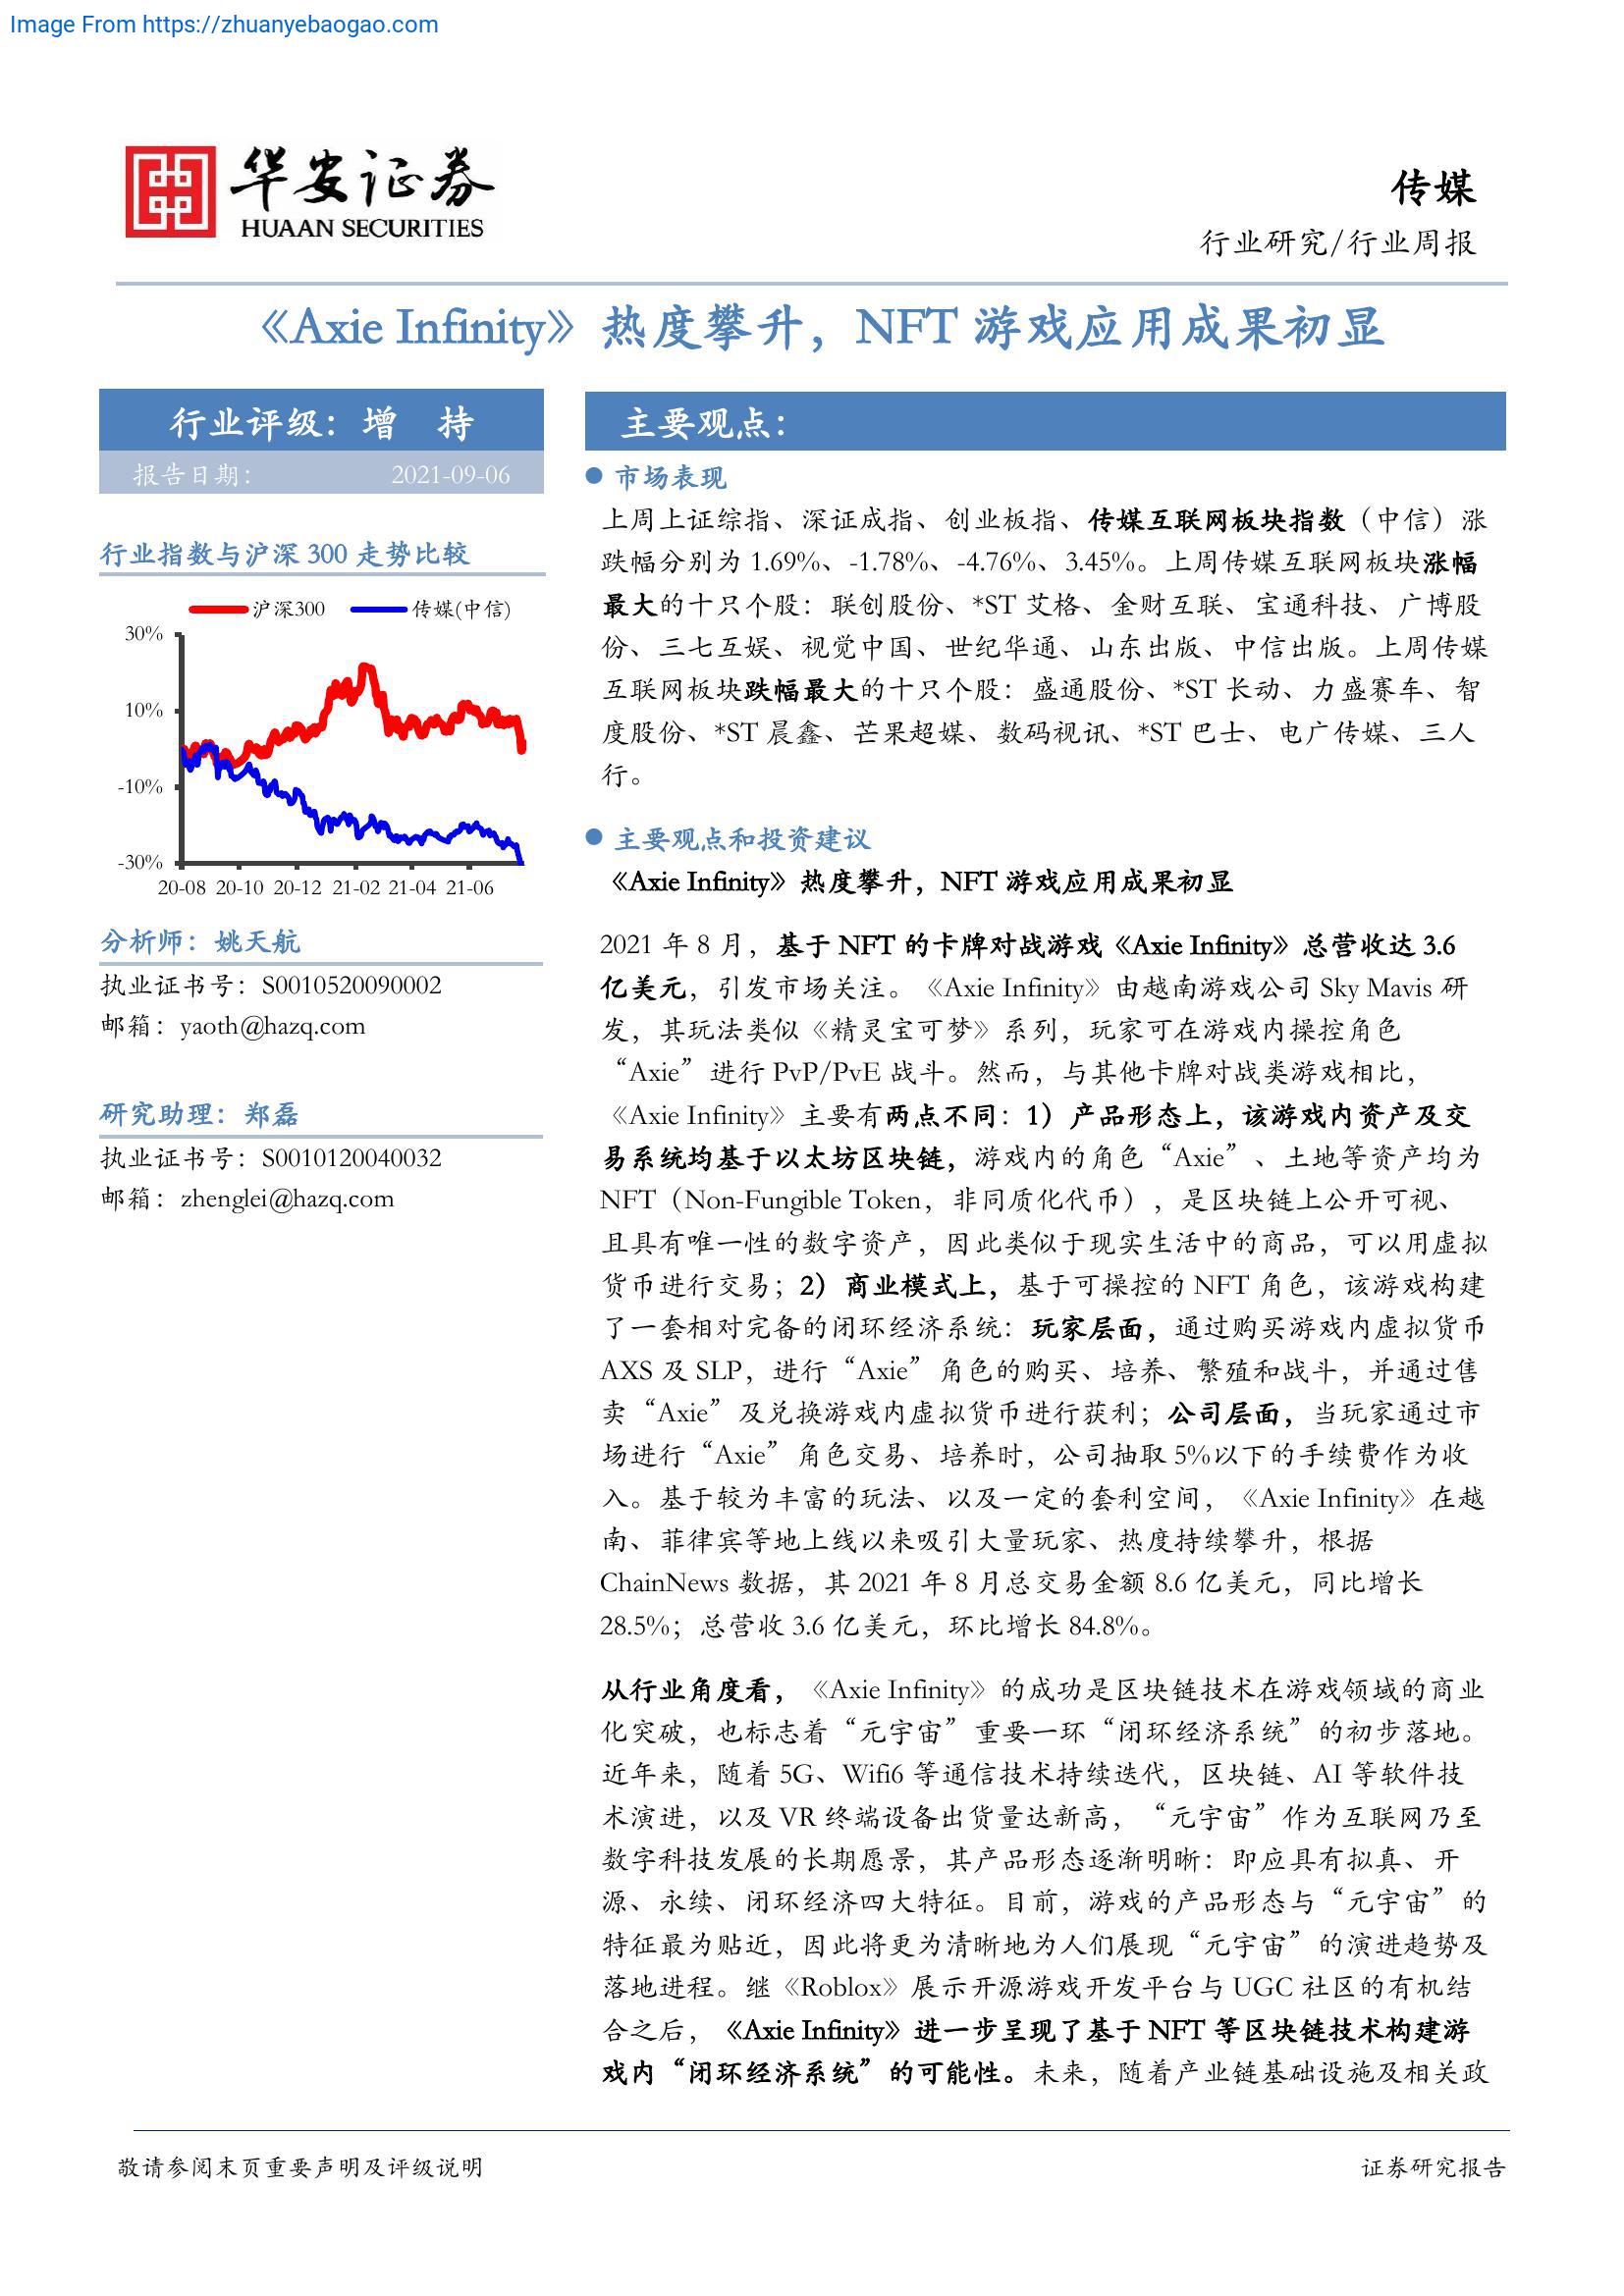 Image From https://zhuanyebaogao.com
华安证券
HUAAN SECURITIES
传媒
行业研究/行业周报
《Axie Infinity》热度攀升，NFT 游戏应用成果初显
行业评级：增 持
报告日期： 2021-09-06
行业指数与沪深 300 走势比较
沪深300 传媒(中信)
30%
10%
-10%
-30%
20-08 20-10 20-12 21-02 21-04 21-06
分析师：姚天航
执业证书号：S0010520090002
邮箱：yaoth@hazq.com
研究助理：郑磊
执业证书号：S0010120040032
邮箱：zhenglei@hazq.com
主要观点：
市场表现
上周上证综指、深证成指、创业板指、传媒互联网板块指数（中信）涨
跌幅分别为 1.69%、-1.78%、-4.76%、3.45%。上周传媒互联网板块涨幅
最大的十只个股：联创股份、*ST 艾格、金财互联、宝通科技、广博股
份、三七互娱、视觉中国、世纪华通、山东出版、中信出版。上周传媒
互联网板块跌幅最大的十只个股：盛通股份、*ST 长动、力盛赛车、智
度股份、*ST 晨鑫、芒果超媒、数码视讯、*ST 巴士、电广传媒、三人
行。
主要观点和投资建议
《Axie Infinity》热度攀升，NFT 游戏应用成果初显
2021 年 8 月，基于 NFT 的卡牌对战游戏《Axie Infinity》总营收达 3.6
亿美元，引发市场关注。《Axie Infinity》由越南游戏公司 Sky Mavis 研
发，其玩法类似《精灵宝可梦》系列，玩家可在游戏内操控角色
“Axie”进行 PvP/PvE 战斗。然而，与其他卡牌对战类游戏相比，
《Axie Infinity》主要有两点不同：1）产品形态上，该游戏内资产及交
易系统均基于以太坊区块链，游戏内的角色“Axie”、土地等资产均为
NFT（Non-Fungible Token，非同质化代币），是区块链上公开可视、
且具有唯一性的数字资产，因此类似于现实生活中的商品，可以用虚拟
货币进行交易；2）商业模式上，基于可操控的 NFT 角色，该游戏构建
了一套相对完备的闭环经济系统：玩家层面，通过购买游戏内虚拟货币
AXS 及 SLP，进行“Axie”角色的购买、培养、繁殖和战斗，并通过售
卖“Axie”及兑换游戏内虚拟货币进行获利；公司层面，当玩家通过市
场进行“Axie”角色交易、培养时，公司抽取 5%以下的手续费作为收
入。基于较为丰富的玩法、以及一定的套利空间，《Axie Infinity》在越
南、菲律宾等地上线以来吸引大量玩家、热度持续攀升，根据
ChainNews 数据，其 2021 年 8 月总交易金额 8.6 亿美元，同比增长
28.5%；总营收 3.6 亿美元，环比增长 84.8%。
从行业角度看，《Axie Infinity》的成功是区块链技术在游戏领域的商业
化突破，也标志着“元宇宙”重要一环“闭环经济系统”的初步落地。
近年来，随着 5G、Wifi6 等通信技术持续迭代，区块链、AI 等软件技
术演进，以及 VR 终端设备出货量达新高，“元宇宙”作为互联网乃至
数字科技发展的长期愿景，其产品形态逐渐明晰：即应具有拟真、开
源、永续、闭环经济四大特征。目前，游戏的产品形态与“元宇宙”的
特征最为贴近，因此将更为清晰地为人们展现“元宇宙”的演进趋势及
落地进程。继《Roblox》展示开源游戏开发平台与 UGC 社区的有机结
合之后，《Axie Infinity》进一步呈现了基于 NFT 等区块链技术构建游
戏内“闭环经济系统”的可能性。未来，随着产业链基础设施及相关政
敬请参阅末页重要声明及评级说明
证券研究报告